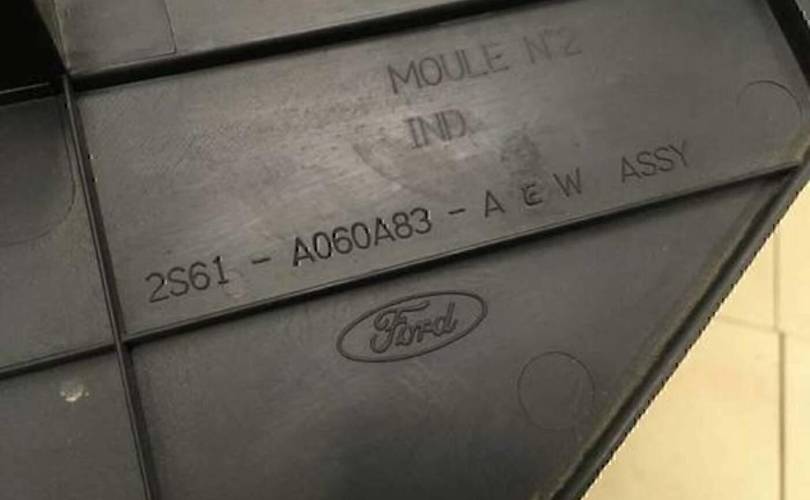 MOULE N°2
IND.
2S61 - A060A83 - A E W ASSY
Ford